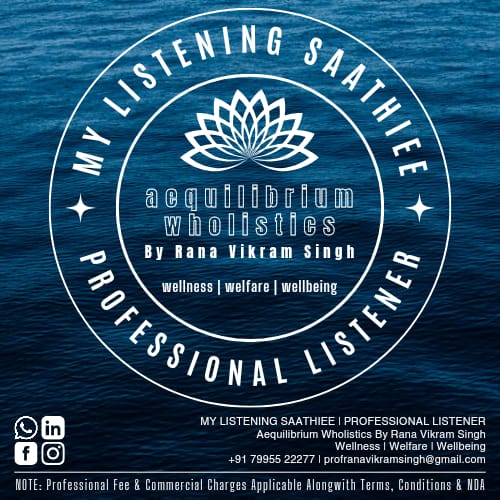 MY LISTENING SAATHIEE
aequilibrium
wholistics
By Rana Vikram Singh
wellness | welfare | wellbeing
PROFESSIONAL LISTENER
MY LISTENING SAATHIEE | PROFESSIONAL LISTENER
Aequilibrium Wholistics By Rana Vikram Singh
Wellness | Welfare | Wellbeing
+91 79955 22277 | profranavikramsingh@gmail.com
NOTE: Professional Fee & Commercial Charges Applicable Alongwith Terms, Conditions & NDA